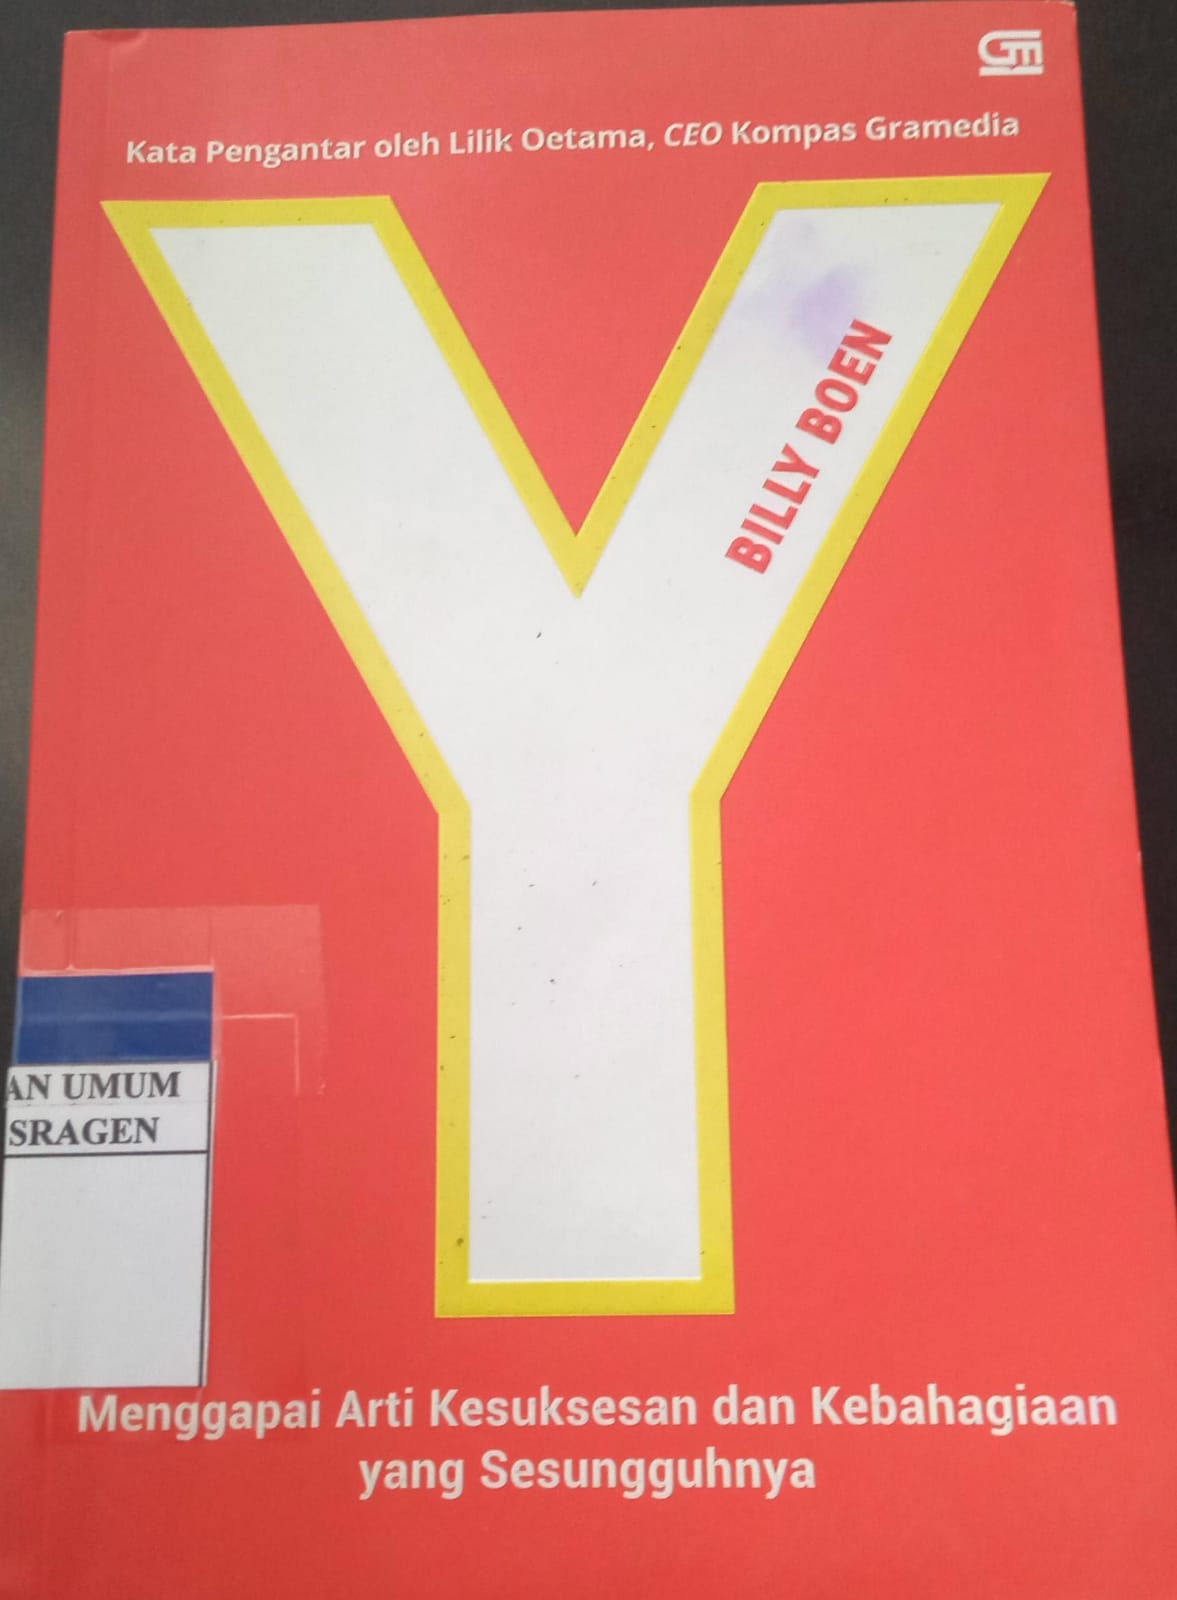 GM
Kata Pengantar oleh Lilik Oetama, CEO Kompas Gramedia
Y
BILLY BOEN
AN UMUM
SRAGEN
Menggapai Arti Kesuksesan dan Kebahagiaan
yang Sesungguhnya